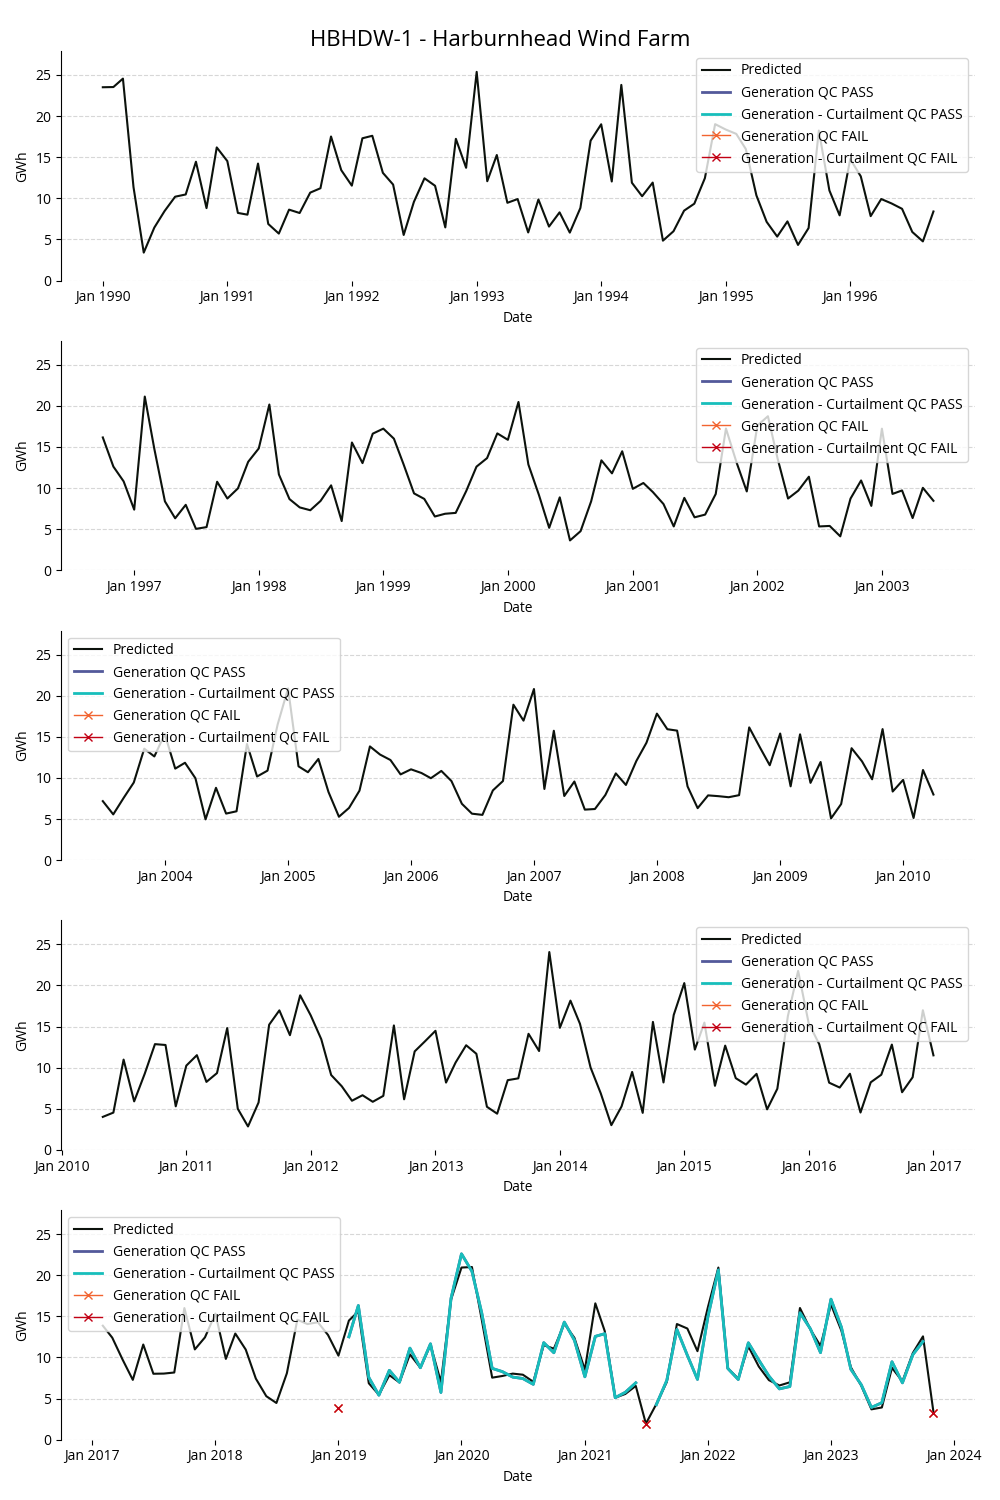 HBHDW-1 - Harburnhead Wind Farm
25
20
15
10
5
0
GWh
Predicted
Generation QC PASS
Generation - Curtailment QC PASS
Generation QC FAIL
Generation - Curtailment QC FAIL
Jan 1990 Jan 1991 Jan 1992 Jan 1993 Jan 1994 Jan 1995 Jan 1996
Date
25
20
15
10
5
0
GWh
Predicted
Generation QC PASS
Generation - Curtailment QC PASS
Generation QC FAIL
Generation - Curtailment QC FAIL
Jan 1997 Jan 1998 Jan 1999 Jan 2000 Jan 2001 Jan 2002 Jan 2003
Date
25
20
15
10
5
0
GWh
Predicted
Generation QC PASS
Generation - Curtailment QC PASS
Generation QC FAIL
Generation - Curtailment QC FAIL
Jan 2004 Jan 2005 Jan 2006 Jan 2007 Jan 2008 Jan 2009 Jan 2010
Date
25
20
15
10
5
0
GWh
Predicted
Generation QC PASS
Generation - Curtailment QC PASS
Generation QC FAIL
Generation - Curtailment QC FAIL
Jan 2010 Jan 2011 Jan 2012 Jan 2013 Jan 2014 Jan 2015 Jan 2016 Jan 2017
Date
25
20
15
10
5
0
GWh
Predicted
Generation QC PASS
Generation - Curtailment QC PASS
Generation QC FAIL
Generation - Curtailment QC FAIL
Jan 2017 Jan 2018 Jan 2019 Jan 2020 Jan 2021 Jan 2022 Jan 2023 Jan 2024
Date